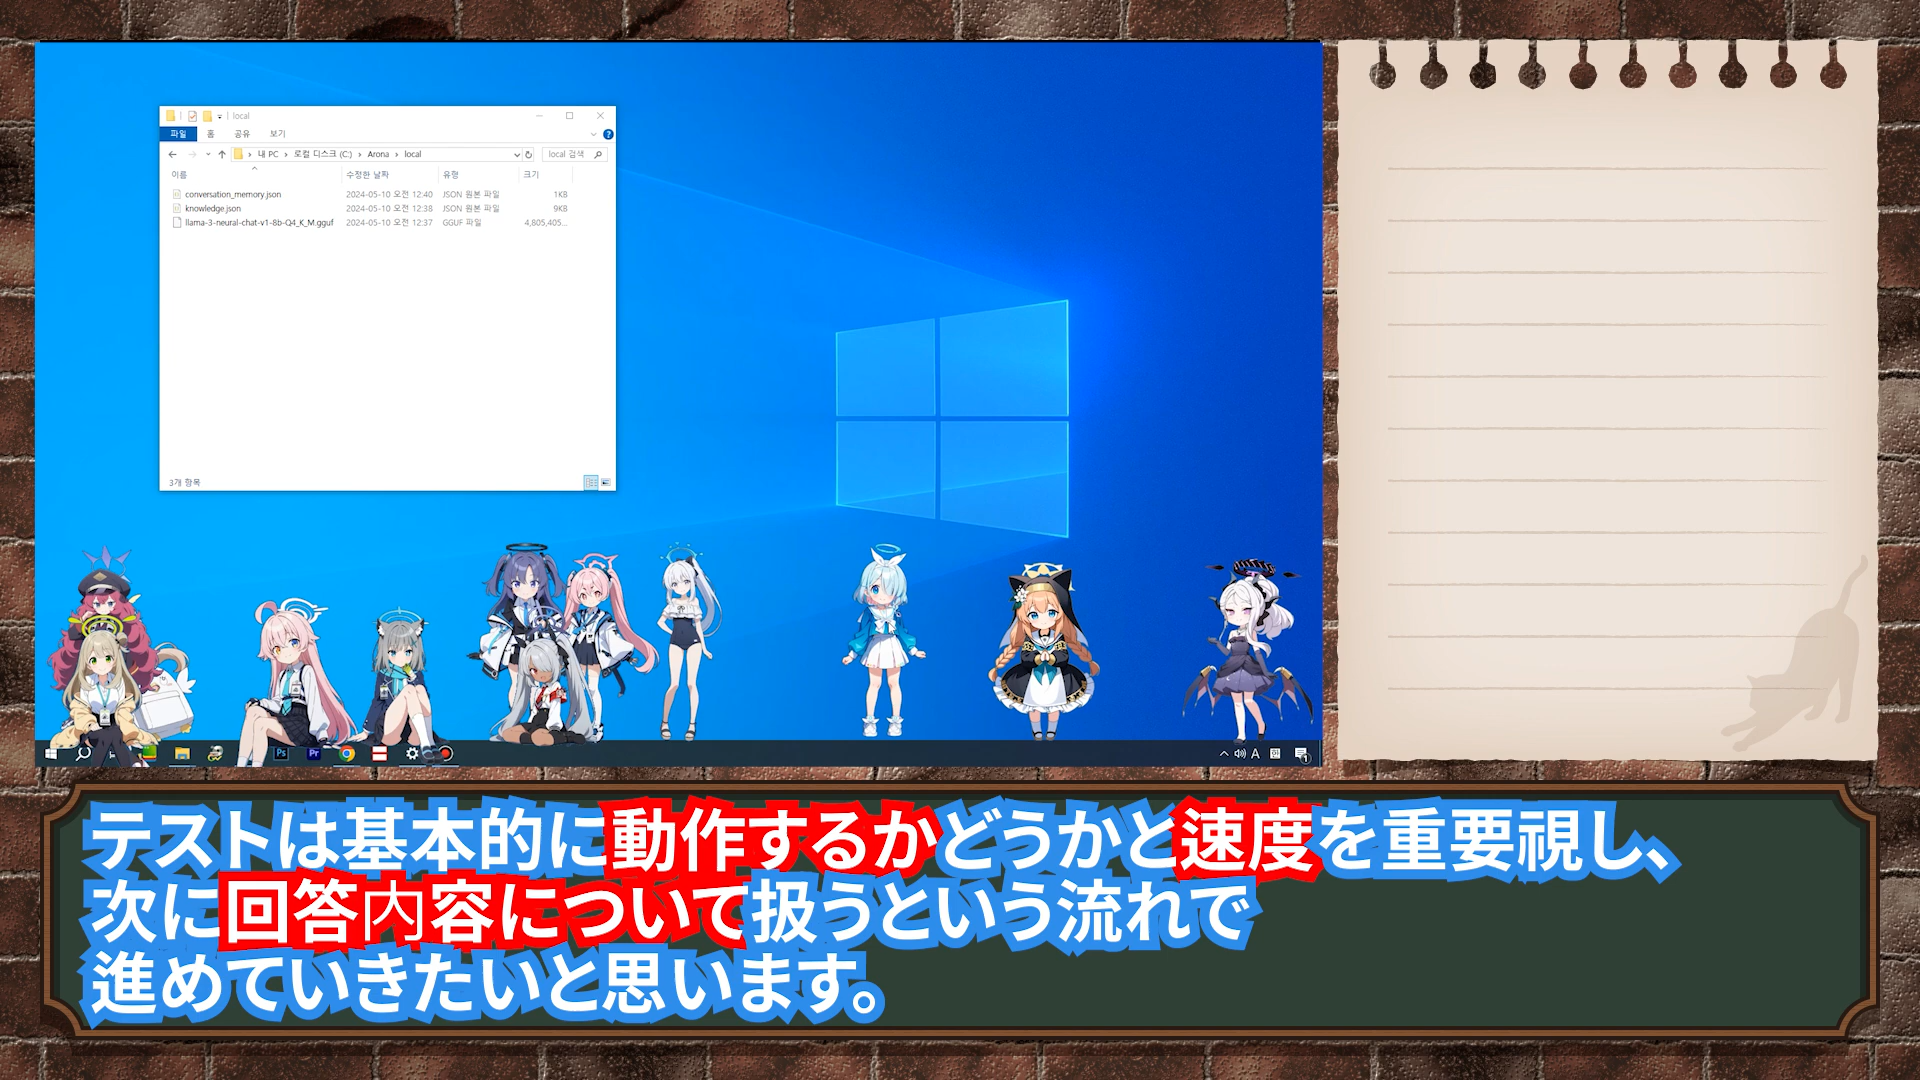 local
파일 홈 공유 보기
내 PC › 로컬 디스크 (C:) › Arona › local
local 검색
이름 수정한 날짜 유형 크기
conversation_memory.json 2024-05-10 오전 12:40 JSON 원본 파일 1KB
knowledge.json 2024-05-10 오전 12:38 JSON 원본 파일 9KB
llama-3-neural-chat-v1-8b-Q4_K_M.gguf 2024-05-10 오전 12:37 GGUF 파일 4,805,405...
3개 항목
Ps Pr A
テストは基本的に動作するかどうかと速度を重要視し、
次に回答内容について扱うという流れで
進めていきたいと思います。